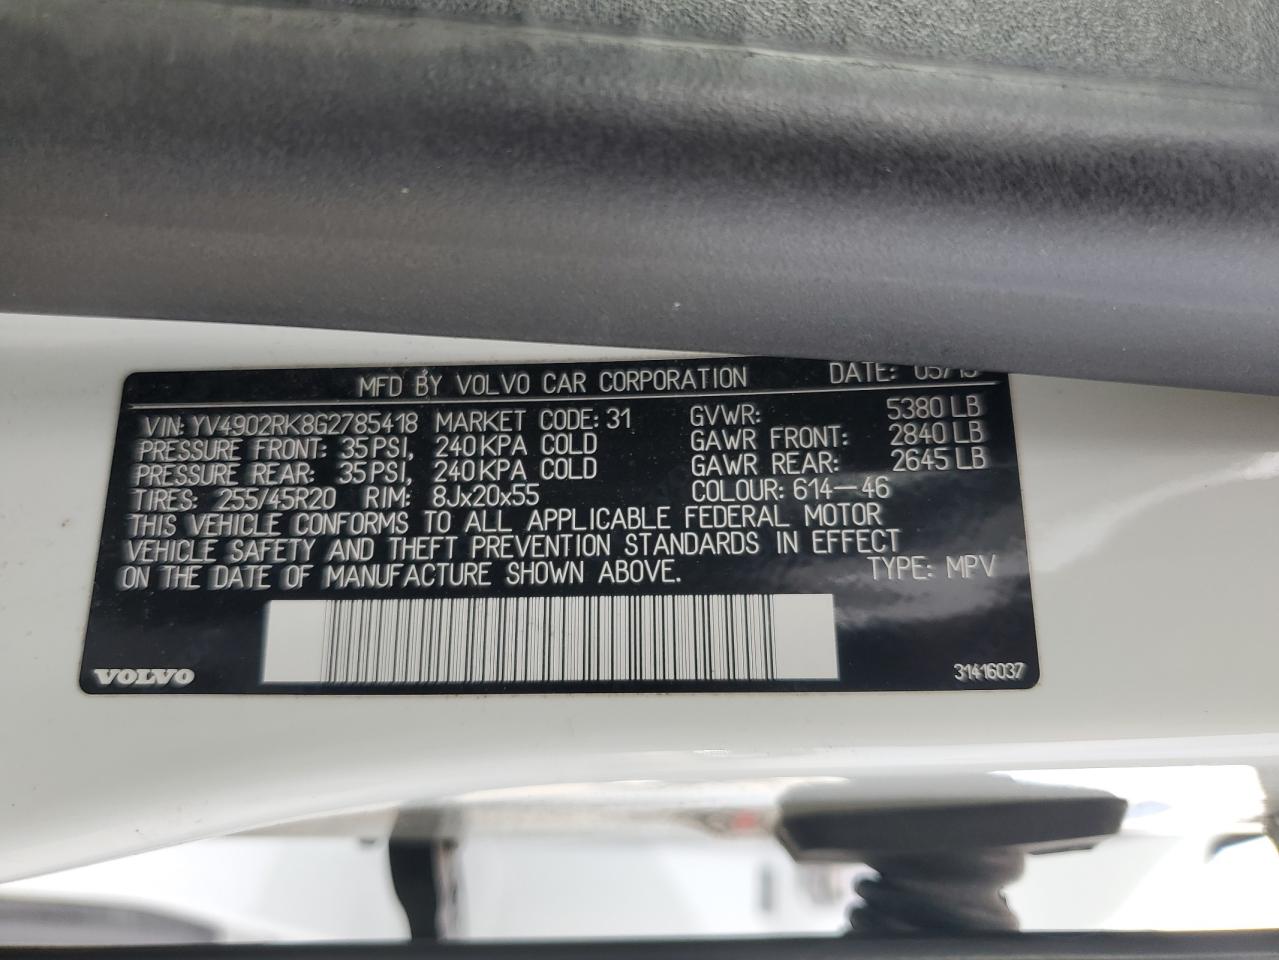 MFD BY VOLVO CAR CORPORATION DATE: 05/15
VIN: YV4902RK8G2785418 MARKET CODE: 31 GVWR: 5380 LB
PRESSURE FRONT: 35 PSI, 240 KPA COLD GAWR FRONT: 2840 LB
PRESSURE REAR: 35 PSI, 240 KPA COLD GAWR REAR: 2645 LB
TIRES: 255/45R20 RIM: 8Jx20x55 COLOUR: 614-46
THIS VEHICLE CONFORMS TO ALL APPLICABLE FEDERAL MOTOR
VEHICLE SAFETY AND THEFT PREVENTION STANDARDS IN EFFECT
ON THE DATE OF MANUFACTURE SHOWN ABOVE. TYPE: MPV
VOLVO 31416037